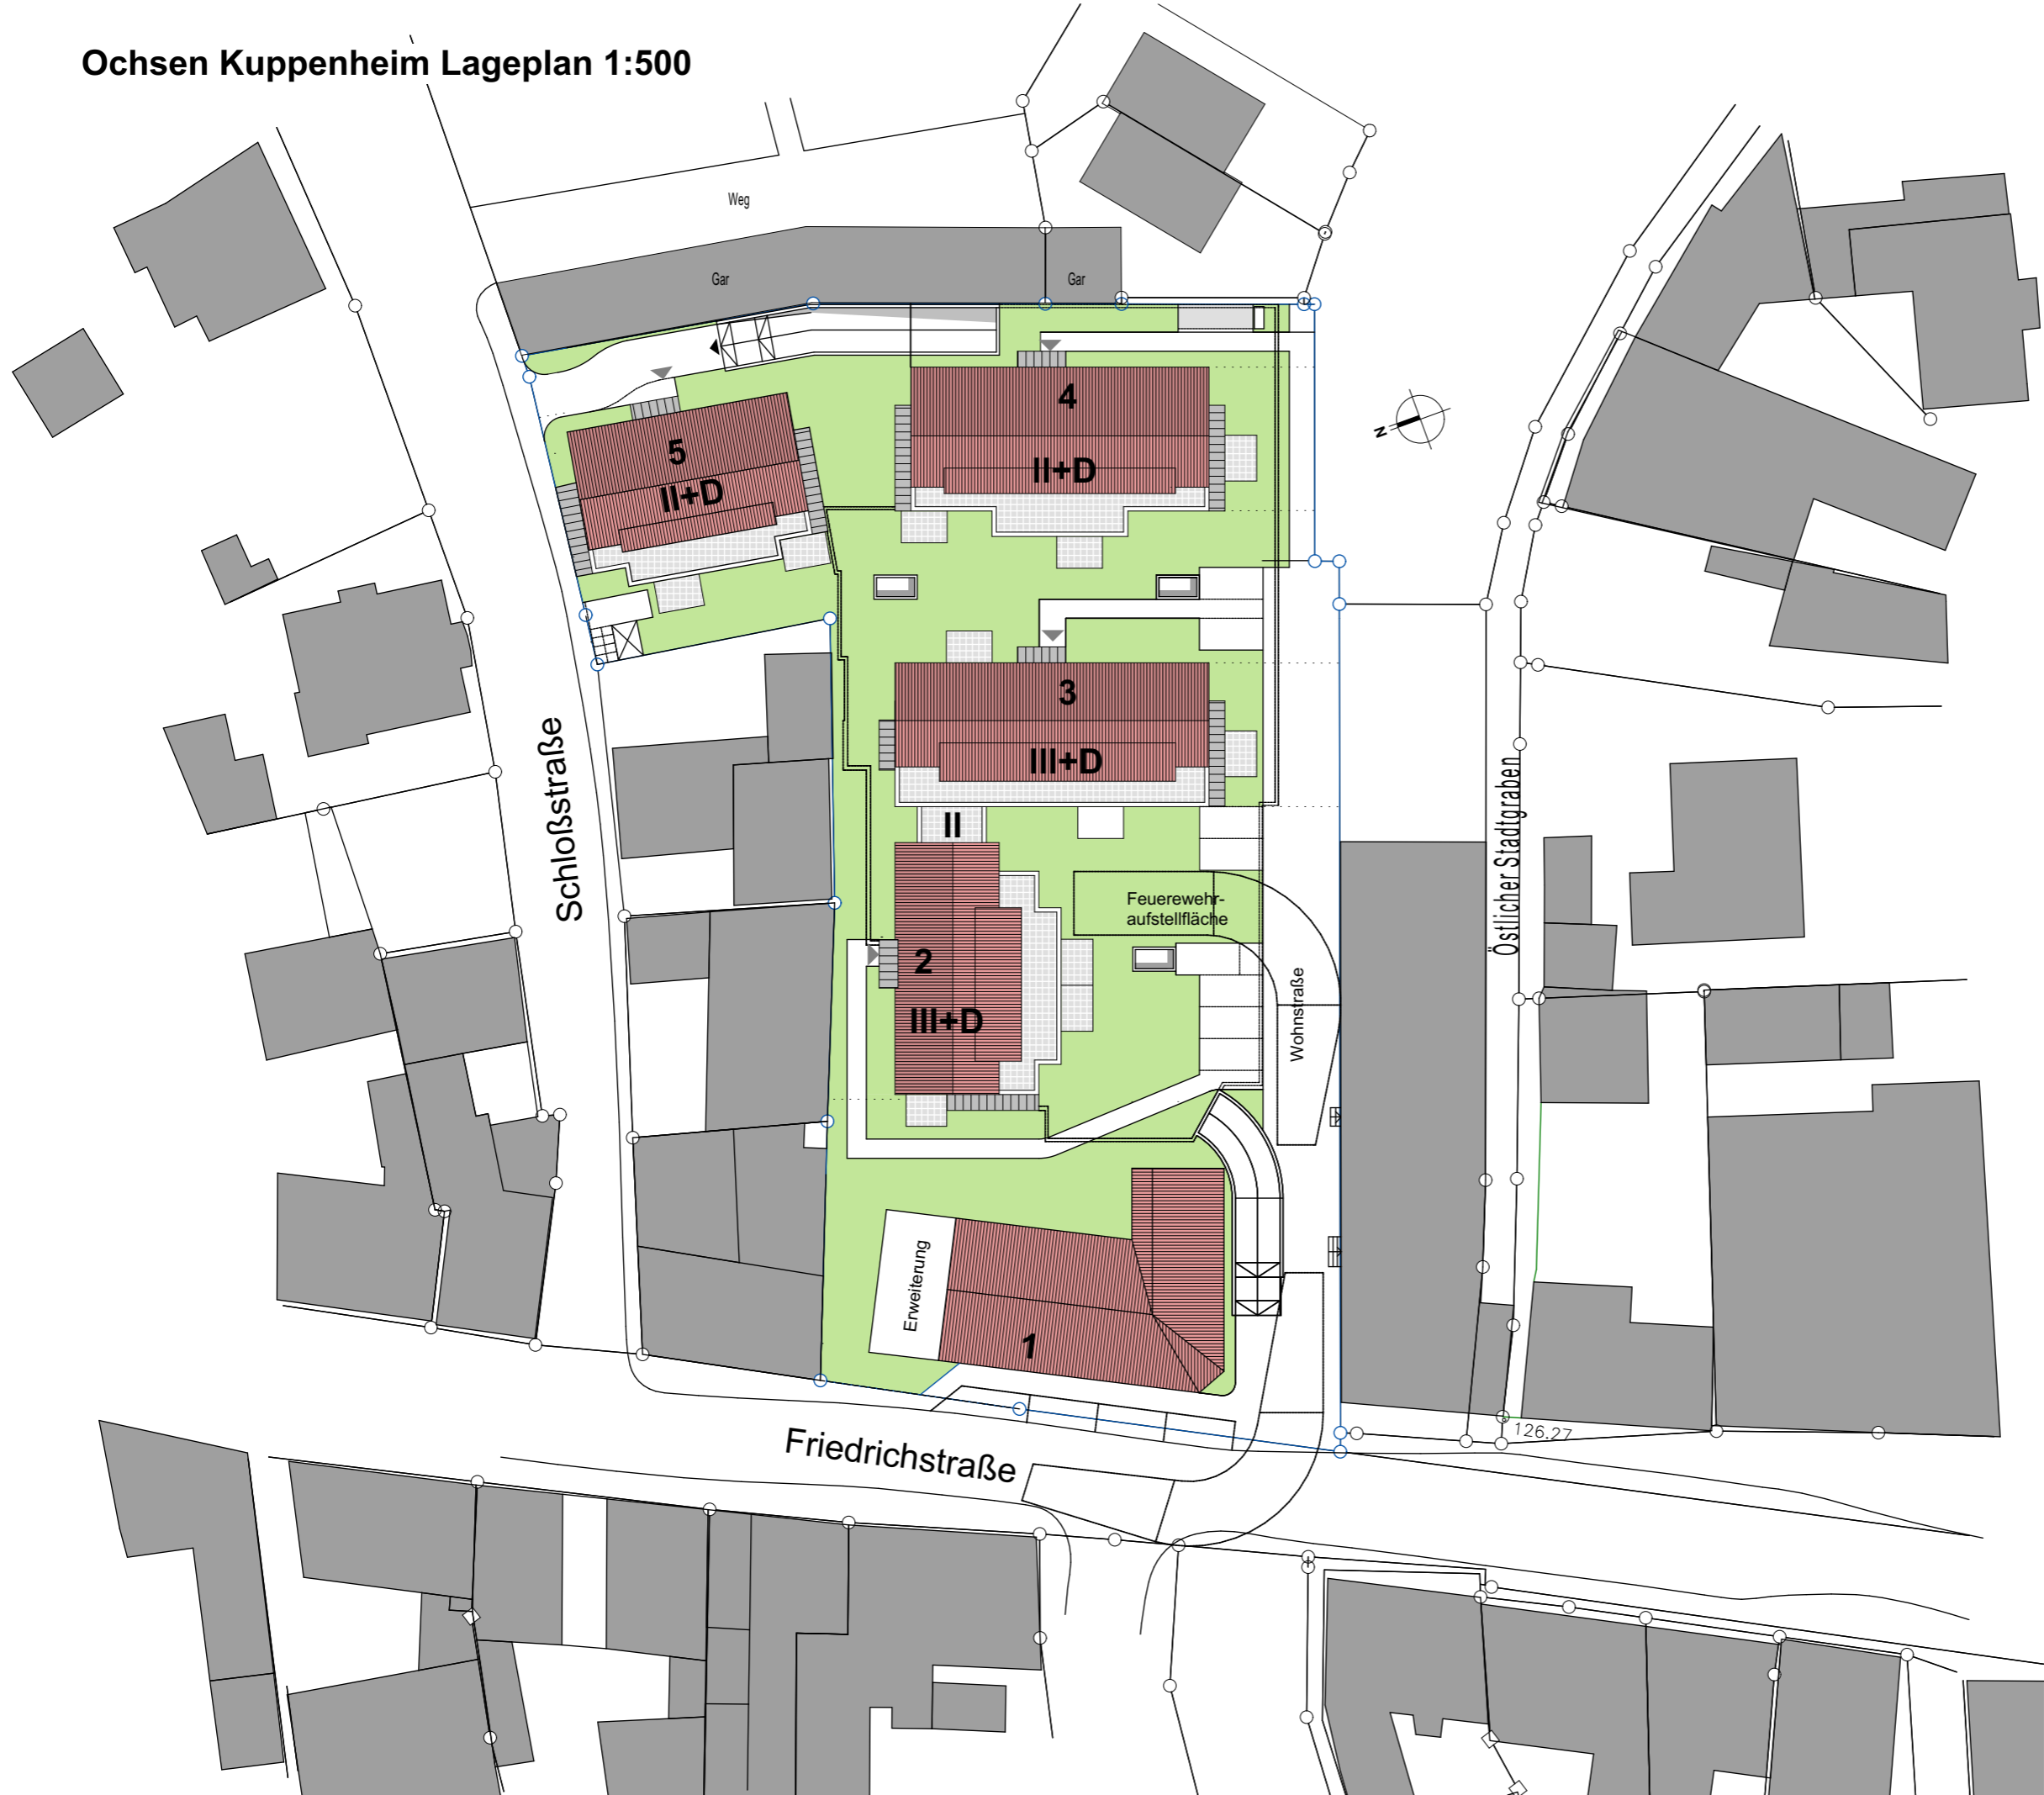 Ochsen Kuppenheim Lageplan 1:500
Weg
Gar
Gar
N
4
II+D
5
II+D
3
III+D
II
Schloßstraße
Östlicher Stadtgraben
Feuerewehr-
aufstellfläche
2
III+D
Wohnstraße
Erweiterung
1
Friedrichstraße
126.27